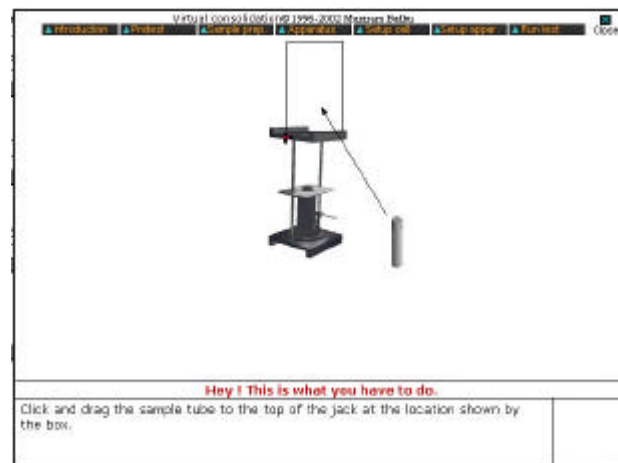 Virtual consolidation© 1998-2002 Muniram Budhu
Introduction Pretest Sample prep. Apparatus Setup cell Setup appar. Run test Close
Hey ! This is what you have to do.
Click and drag the sample tube to the top of the jack at the location shown by
the box.